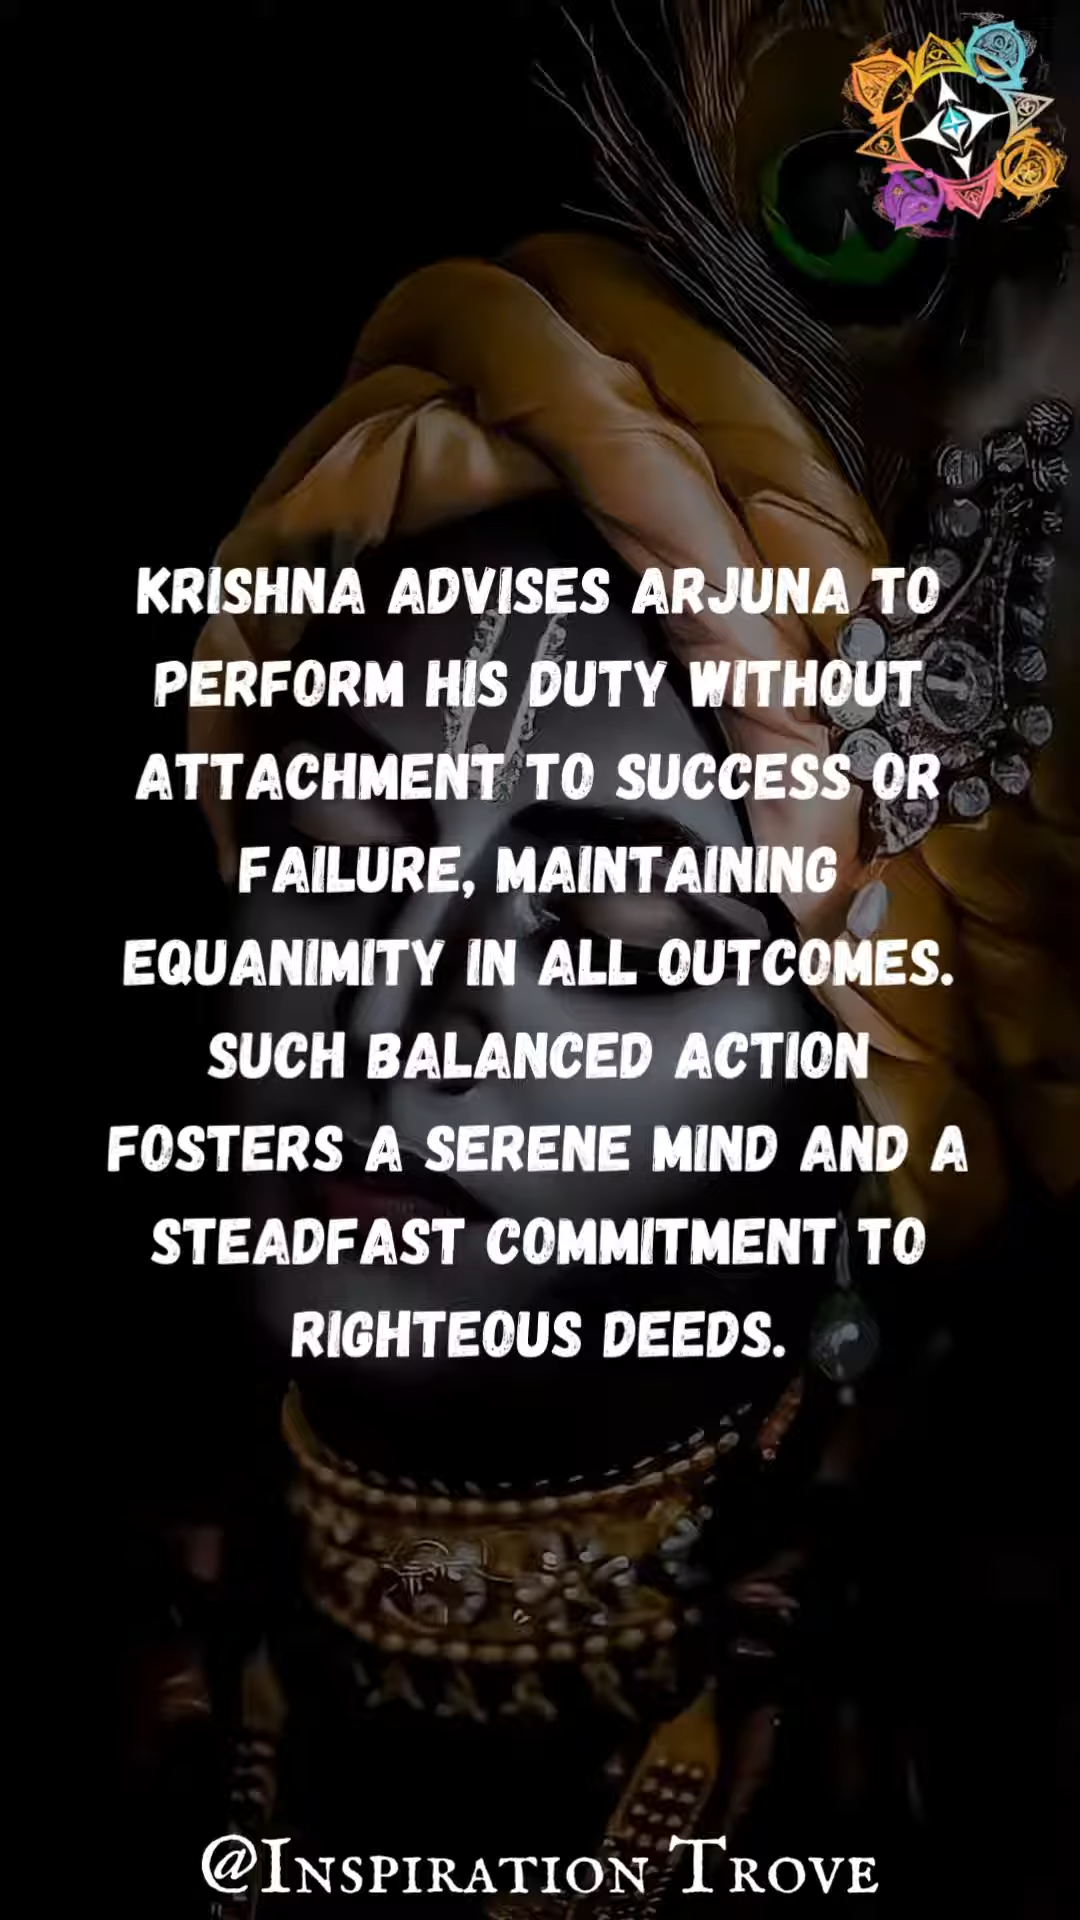 KRISHNA ADVISES ARJUNA TO
PERFORM HIS DUTY WITHOUT
ATTACHMENT TO SUCCESS OR
FAILURE, MAINTAINING
EQUANIMITY IN ALL OUTCOMES.
SUCH BALANCED ACTION
FOSTERS A SERENE MIND AND A
STEADFAST COMMITMENT TO
RIGHTEOUS DEEDS.
@INSPIRATION TROVE